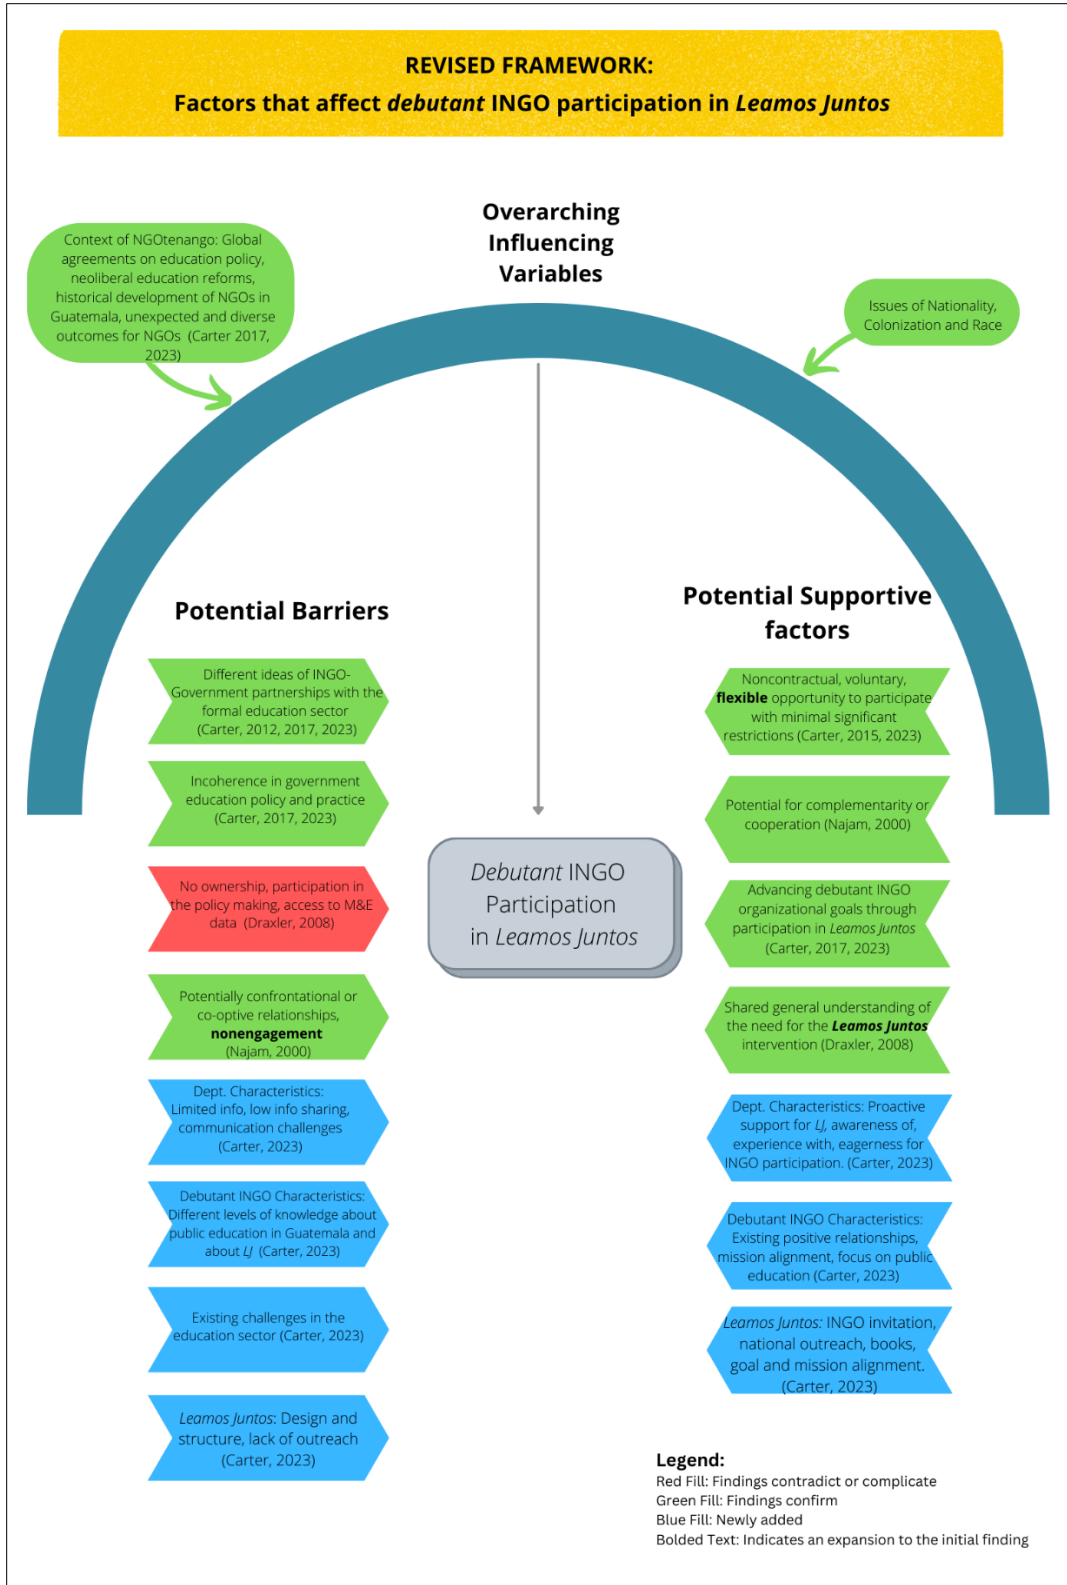 REVISED FRAMEWORK:
Factors that affect debutant INGO participation in Leamos Juntos
Overarching
Influencing
Variables
Context of NGOtenango: Global
agreements on education policy,
neoliberal education reforms,
historical development of NGOs in
Guatemala, unexpected and diverse
outcomes for NGOs (Carter 2017,
2023)
Issues of Nationality,
Colonization and Race
Potential Barriers
Different ideas of INGO-
Government partnerships with the
formal education sector
(Carter, 2012, 2017, 2023)
Incoherence in government
education policy and practice
(Carter, 2017, 2023)
No ownership, participation in
the policy making, access to M&E
data (Draxler, 2008)
Potentially confrontational or
co-optive relationships,
nonengagement
(Najam, 2000)
Dept. Characteristics:
Limited info, low info sharing,
communication challenges
(Carter, 2023)
Debutant INGO Characteristics:
Different levels of knowledge about
public education in Guatemala and
about LJ (Carter, 2023)
Existing challenges in the
education sector (Carter, 2023)
Leamos Juntos: Design and
structure, lack of outreach
(Carter, 2023)
Debutant INGO
Participation
in Leamos Juntos
Potential Supportive
factors
Noncontractual, voluntary,
flexible opportunity to participate
with minimal significant
restrictions (Carter, 2015, 2023)
Potential for complementarity or
cooperation (Najam, 2000)
Advancing debutant INGO
organizational goals through
participation in Leamos Juntos
(Carter, 2017, 2023)
Shared general understanding of
the need for the Leamos Juntos
intervention (Draxler, 2008)
Dept. Characteristics: Proactive
support for LJ, awareness of,
experience with, eagerness for
INGO participation. (Carter, 2023)
Debutant INGO Characteristics:
Existing positive relationships,
mission alignment, focus on public
education (Carter, 2023)
Leamos Juntos: INGO invitation,
national outreach, books,
goal and mission alignment.
(Carter, 2023)
Legend:
Red Fill: Findings contradict or complicate
Green Fill: Findings confirm
Blue Fill: Newly added
Bolded Text: Indicates an expansion to the initial finding